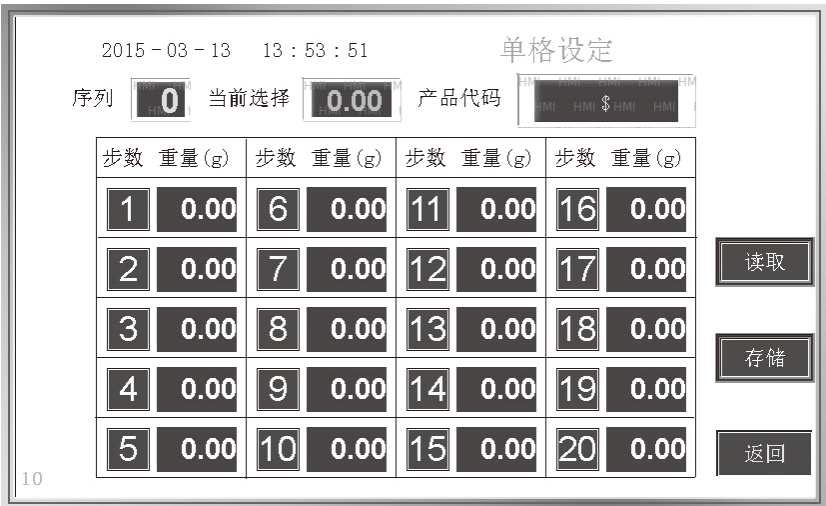 2015-03-13 13:53:51 单格设定
序列 0 当前选择 0.00 产品代码 $
步数 重量(g) 步数 重量(g) 步数 重量(g) 步数 重量(g)
1 0.00 6 0.00 11 0.00 16 0.00
2 0.00 7 0.00 12 0.00 17 0.00
读取
3 0.00 8 0.00 13 0.00 18 0.00
存储
4 0.00 9 0.00 14 0.00 19 0.00
5 0.00 10 0.00 15 0.00 20 0.00
返回
10